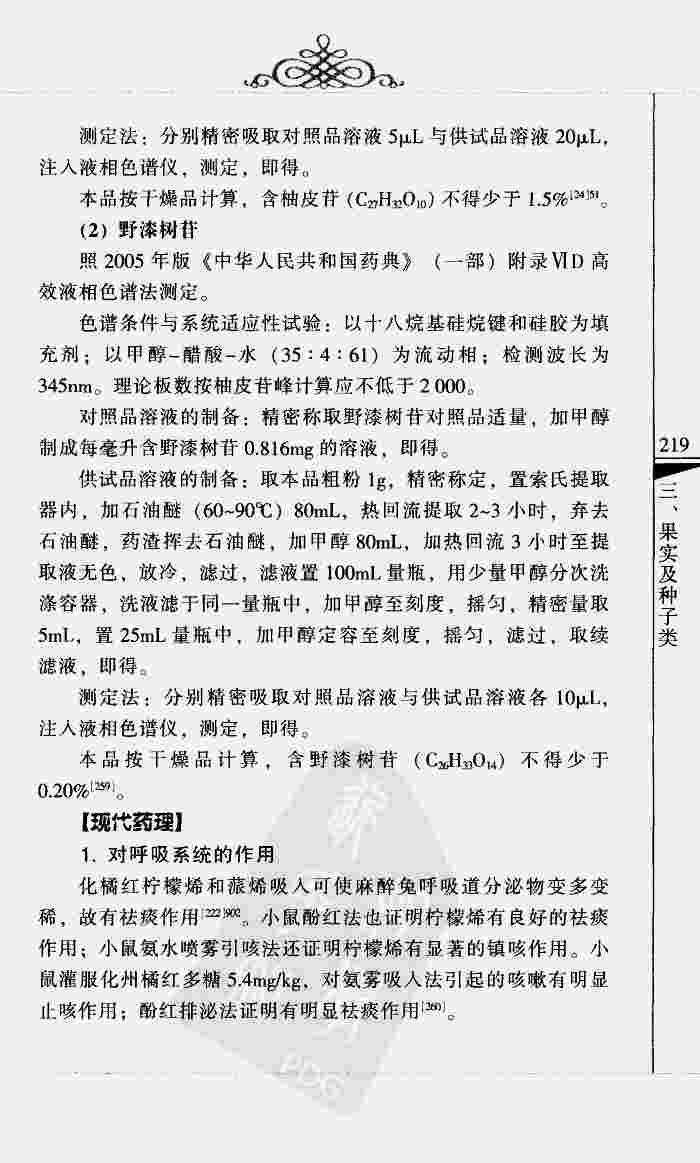 测定法：分别精密吸取对照品溶液 5μL 与供试品溶液 20μL，
注入液相色谱仪，测定，即得。
本品按干燥品计算，含柚皮苷 (C27H32O10) 不得少于 1.5%[24]51。
(2) 野漆树苷
照 2005 年版《中华人民共和国药典》（一部）附录ⅥD 高
效液相色谱法测定。
色谱条件与系统适应性试验：以十八烷基硅烷键和硅胶为填
充剂；以甲醇–醋酸–水（35∶4∶61）为流动相；检测波长为
345nm。理论板数按柚皮苷峰计算应不低于 2 000。
对照品溶液的制备：精密称取野漆树苷对照品适量，加甲醇
制成每毫升含野漆树苷 0.816mg 的溶液，即得。
供试品溶液的制备：取本品粗粉 1g，精密称定，置索氏提取
器内，加石油醚（60~90℃）80mL，热回流提取 2~3 小时，弃去
石油醚，药渣挥去石油醚，加甲醇 80mL，加热回流 3 小时至提
取液无色，放冷，滤过，滤液置 100mL 量瓶，用少量甲醇分次洗
涤容器，洗液滤于同一量瓶中，加甲醇至刻度，摇匀，精密量取
5mL，置 25mL 量瓶中，加甲醇定容至刻度，摇匀，滤过，取续
滤液，即得。
测定法：分别精密吸取对照品溶液与供试品溶液各 10μL，
注入液相色谱仪，测定，即得。
本品按干燥品计算，含野漆树苷（C26H33O14）不得少于
0.20%[259]。
【现代药理】
1. 对呼吸系统的作用
化橘红柠檬烯和蒎烯吸入可使麻醉兔呼吸道分泌物变多变
稀，故有祛痰作用[222]902。小鼠酚红法也证明柠檬烯有良好的祛痰
作用；小鼠氨水喷雾引咳法还证明柠檬烯有显著的镇咳作用。小
鼠灌服化州橘红多糖 5.4mg/kg，对氨雾吸入法引起的咳嗽有明显
止咳作用；酚红排泌法证明有明显祛痰作用[260]。
219
三、果实及种子类
PDG